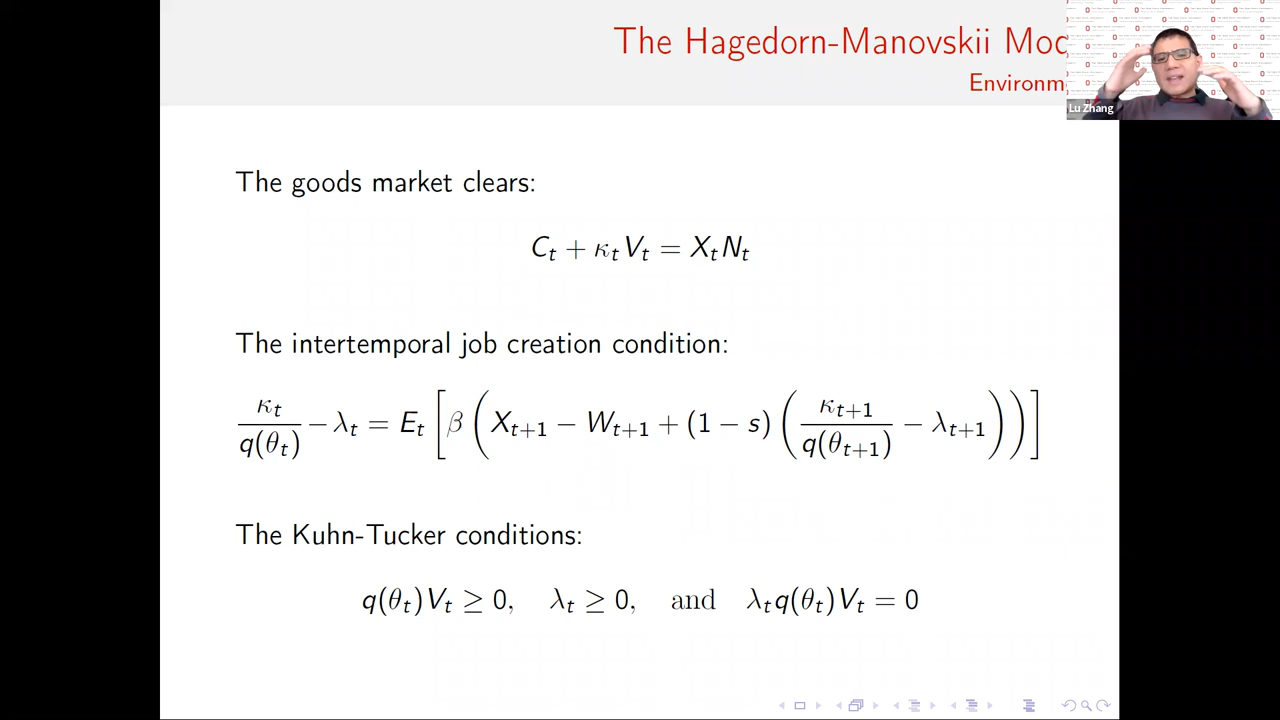 The Hagedorn-Manovskii
Lu Zhang
The goods market clears:
C_t + κ_t V_t = X_t N_t
The intertemporal job creation condition:
κ_t / q(θ_t) − λ_t = E_t [ β ( X_{t+1} − W_{t+1} + (1 − s) ( κ_{t+1} / q(θ_{t+1}) − λ_{t+1} ) ) ]
The Kuhn-Tucker conditions:
q(θ_t)V_t ≥ 0, λ_t ≥ 0, and λ_t q(θ_t)V_t = 0